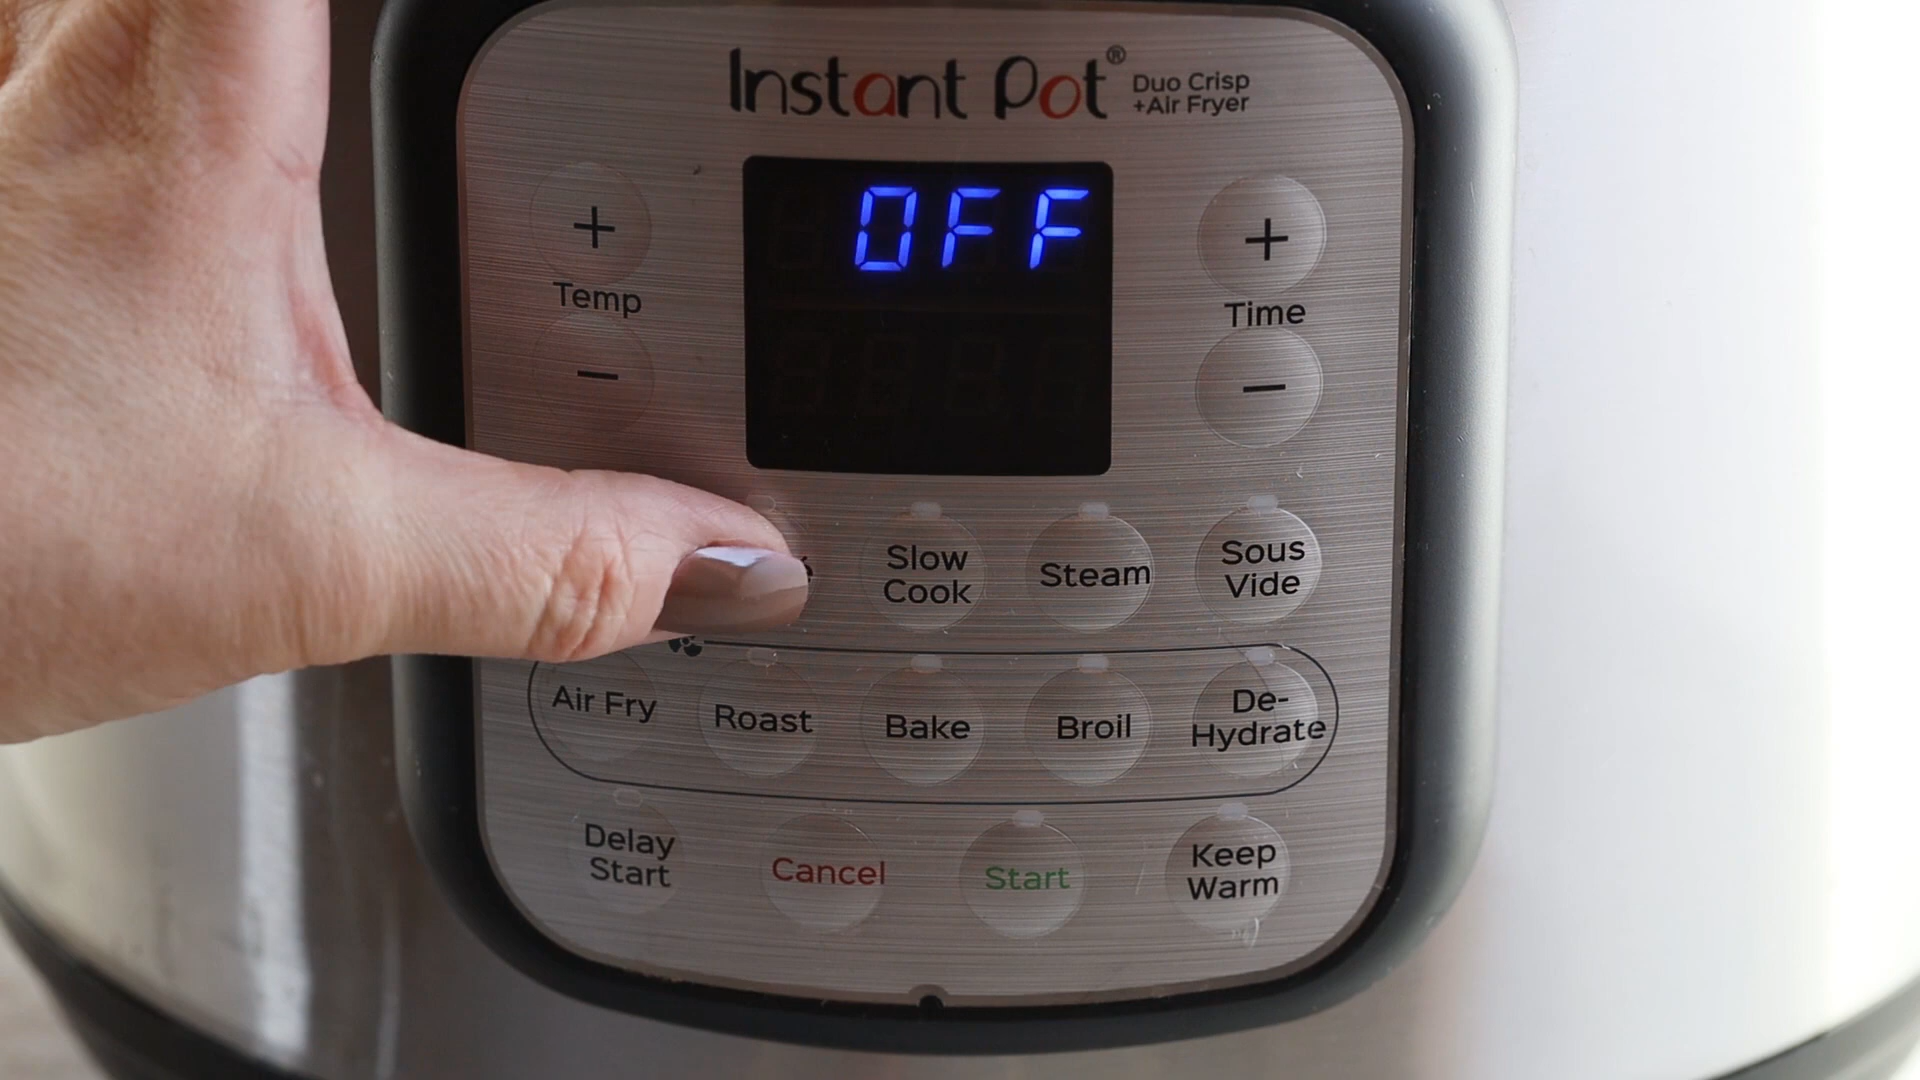 Instant Pot®
Duo Crisp
+Air Fryer
OFF
+
Temp
−
+
Time
−
Slow
Cook
Steam
Sous
Vide
Air Fry
Roast
Bake
Broil
De-
Hydrate
Delay
Start
Cancel
Start
Keep
Warm